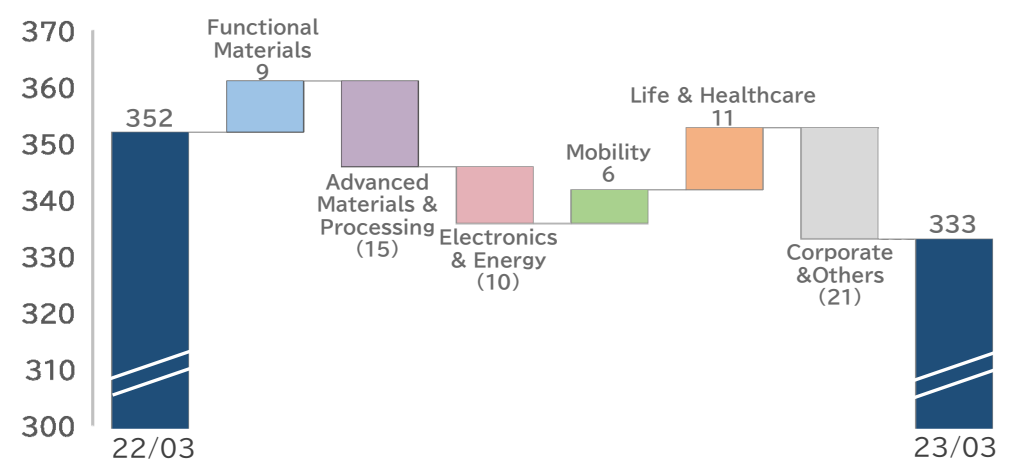 370
360
350
340
330
320
310
300
352
Functional
Materials
9
Advanced
Materials &
Processing
(15)
Electronics
& Energy
(10)
Mobility
6
Life & Healthcare
11
Corporate
&Others
(21)
333
22/03
23/03